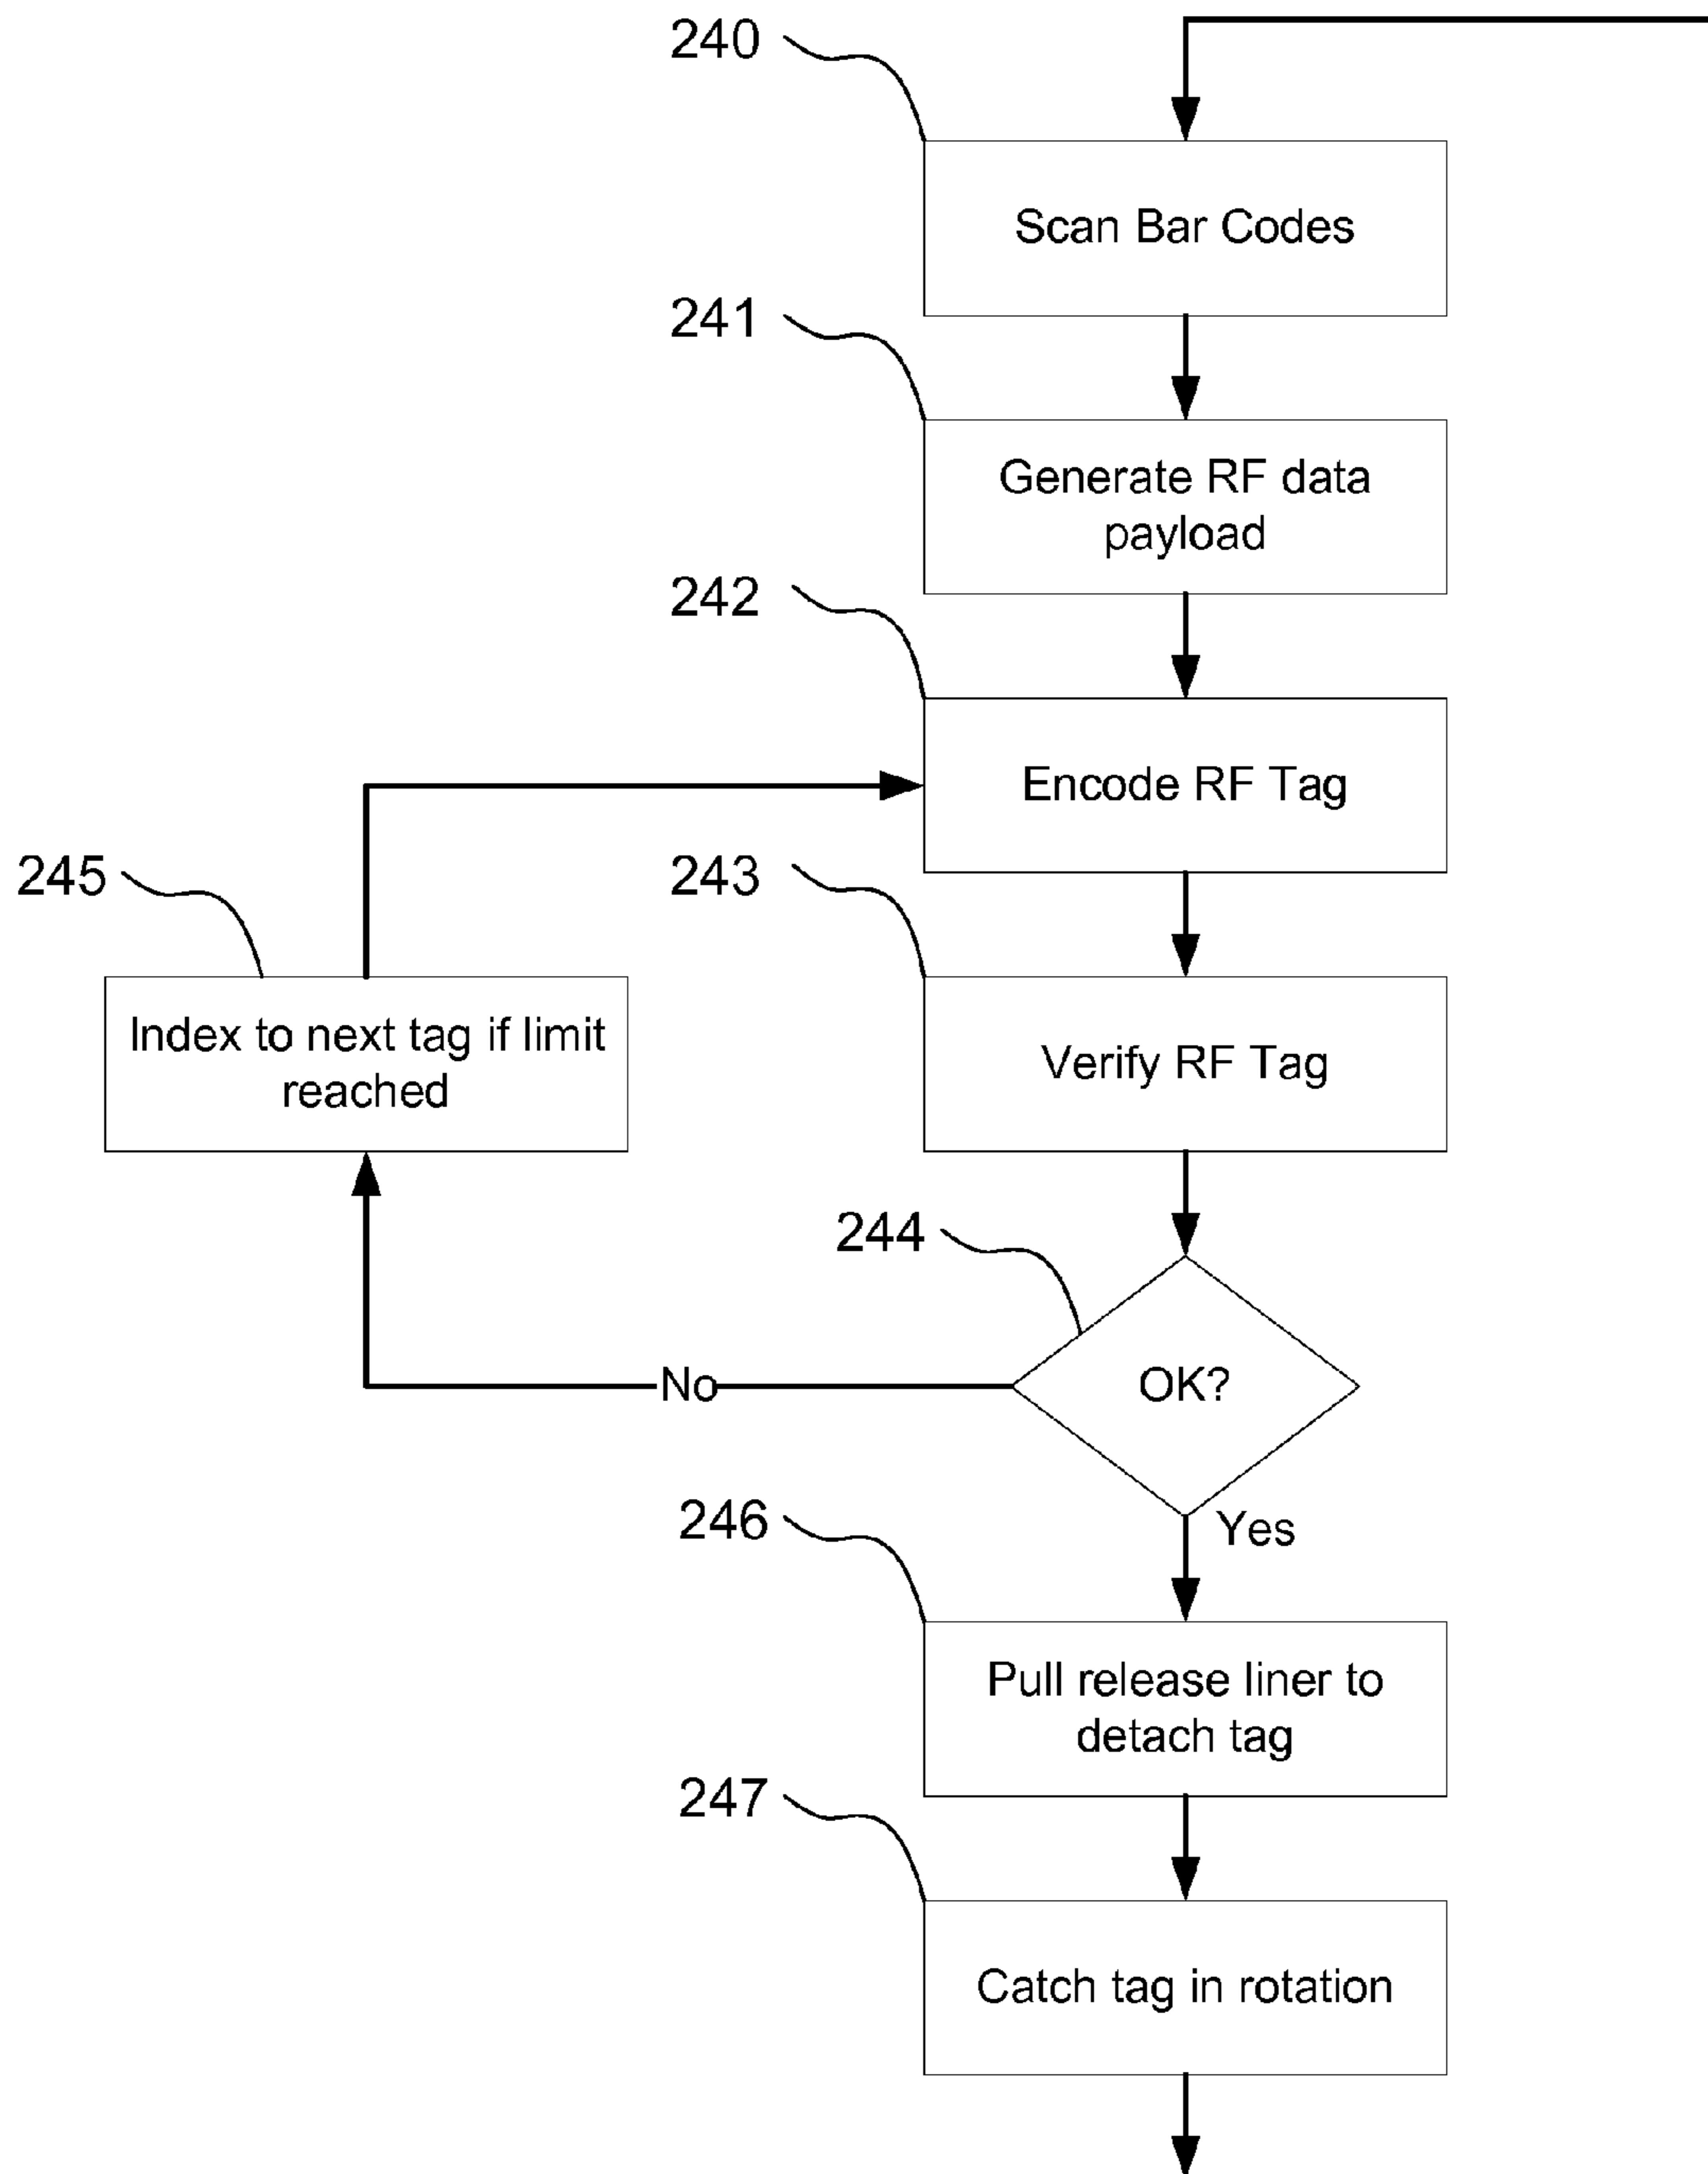 240
Scan Bar Codes
241
Generate RF data
payload
242
Encode RF Tag
245
243
Index to next tag if limit
reached
Verify RF Tag
244
OK?
No
Yes
246
Pull release liner to
detach tag
247
Catch tag in rotation